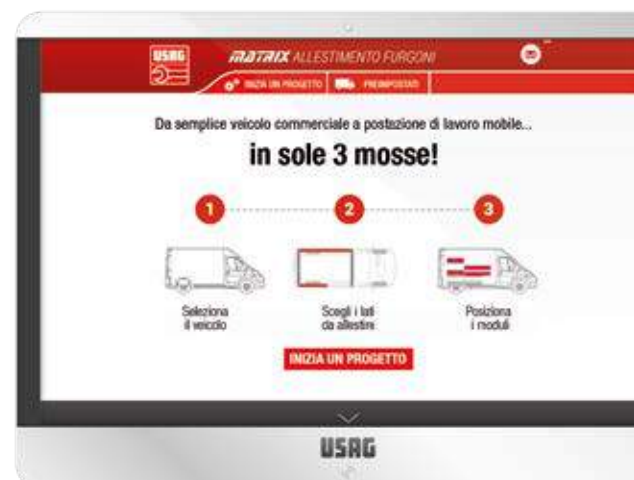 USAG
MATRIX ALLESTIMENTO FURGONI
INIZIA UN PROGETTO
PREIMPOSTATI
Da semplice veicolo commerciale a postazione di lavoro mobile...
in sole 3 mosse!
1
2
3
Seleziona
il veicolo
Scegli i lati
da allestire
Posiziona
i moduli
INIZIA UN PROGETTO
USAG